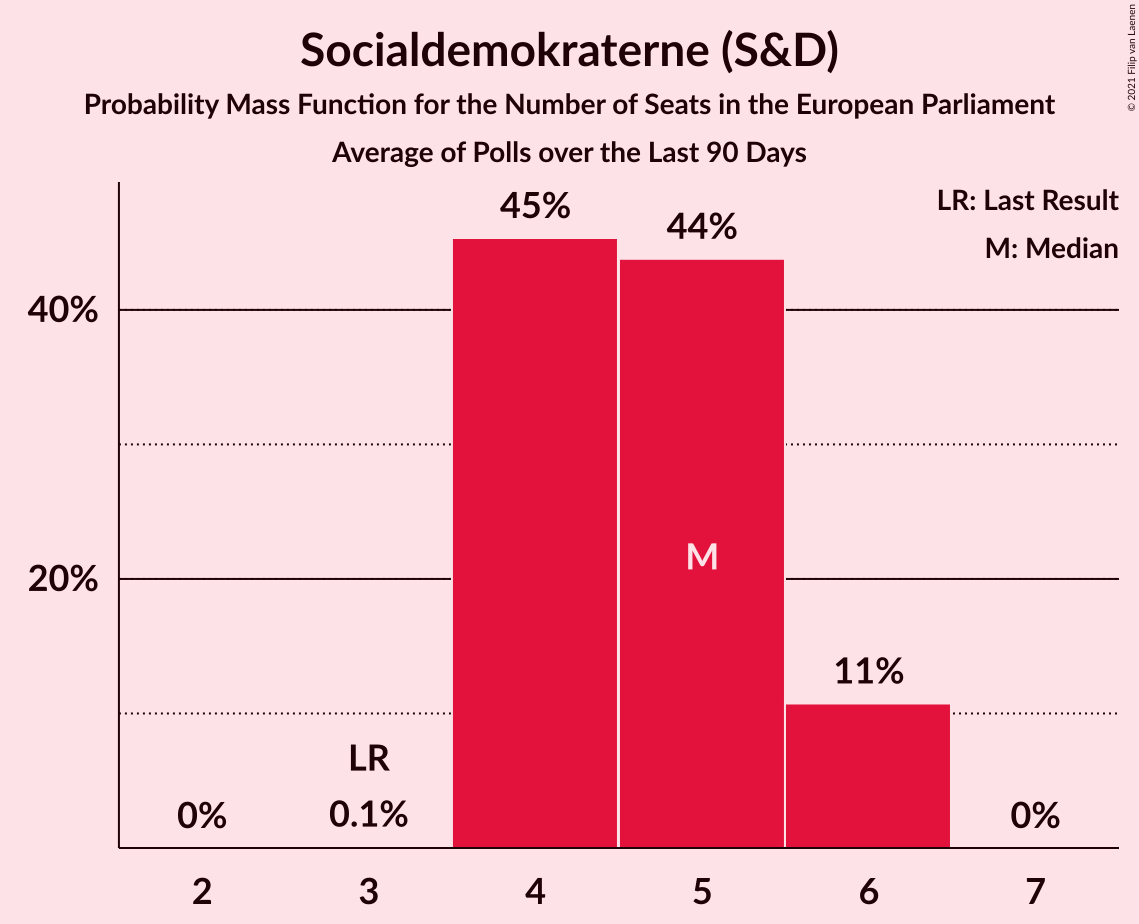 Socialdemokraterne (S&D)
Probability Mass Function for the Number of Seats in the European Parliament
Average of Polls over the Last 90 Days
© 2021 Filip van Laenen
LR: Last Result
M: Median
45%
44%
40%
M
20%
11%
LR
0%
0.1%
0%
2
3
4
5
6
7